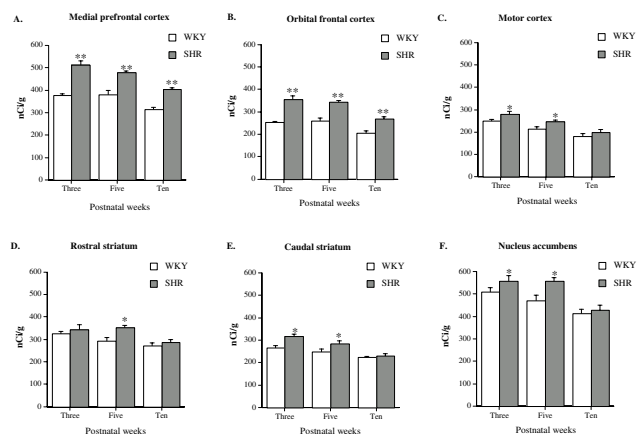 A. Medial prefrontal cortex
WKY
SHR
nCi/g
600
500
400
300
200
100
0
** ** **
Three Five Ten
Postnatal weeks
B. Orbital frontal cortex
WKY
SHR
nCi/g
600
500
400
300
200
100
0
** ** **
Three Five Ten
Postnatal weeks
C. Motor cortex
WKY
SHR
nCi/g
600
500
400
300
200
100
0
* *
Three Five Ten
Postnatal weeks
D. Rostral striatum
WKY
SHR
nCi/g
600
500
400
300
200
100
0
*
Three Five Ten
Postnatal weeks
E. Caudal striatum
WKY
SHR
nCi/g
600
500
400
300
200
100
0
* *
Three Five Ten
Postnatal weeks
F. Nucleus accumbens
WKY
SHR
nCi/g
600
500
400
300
200
100
0
* *
Three Five Ten
Postnatal weeks